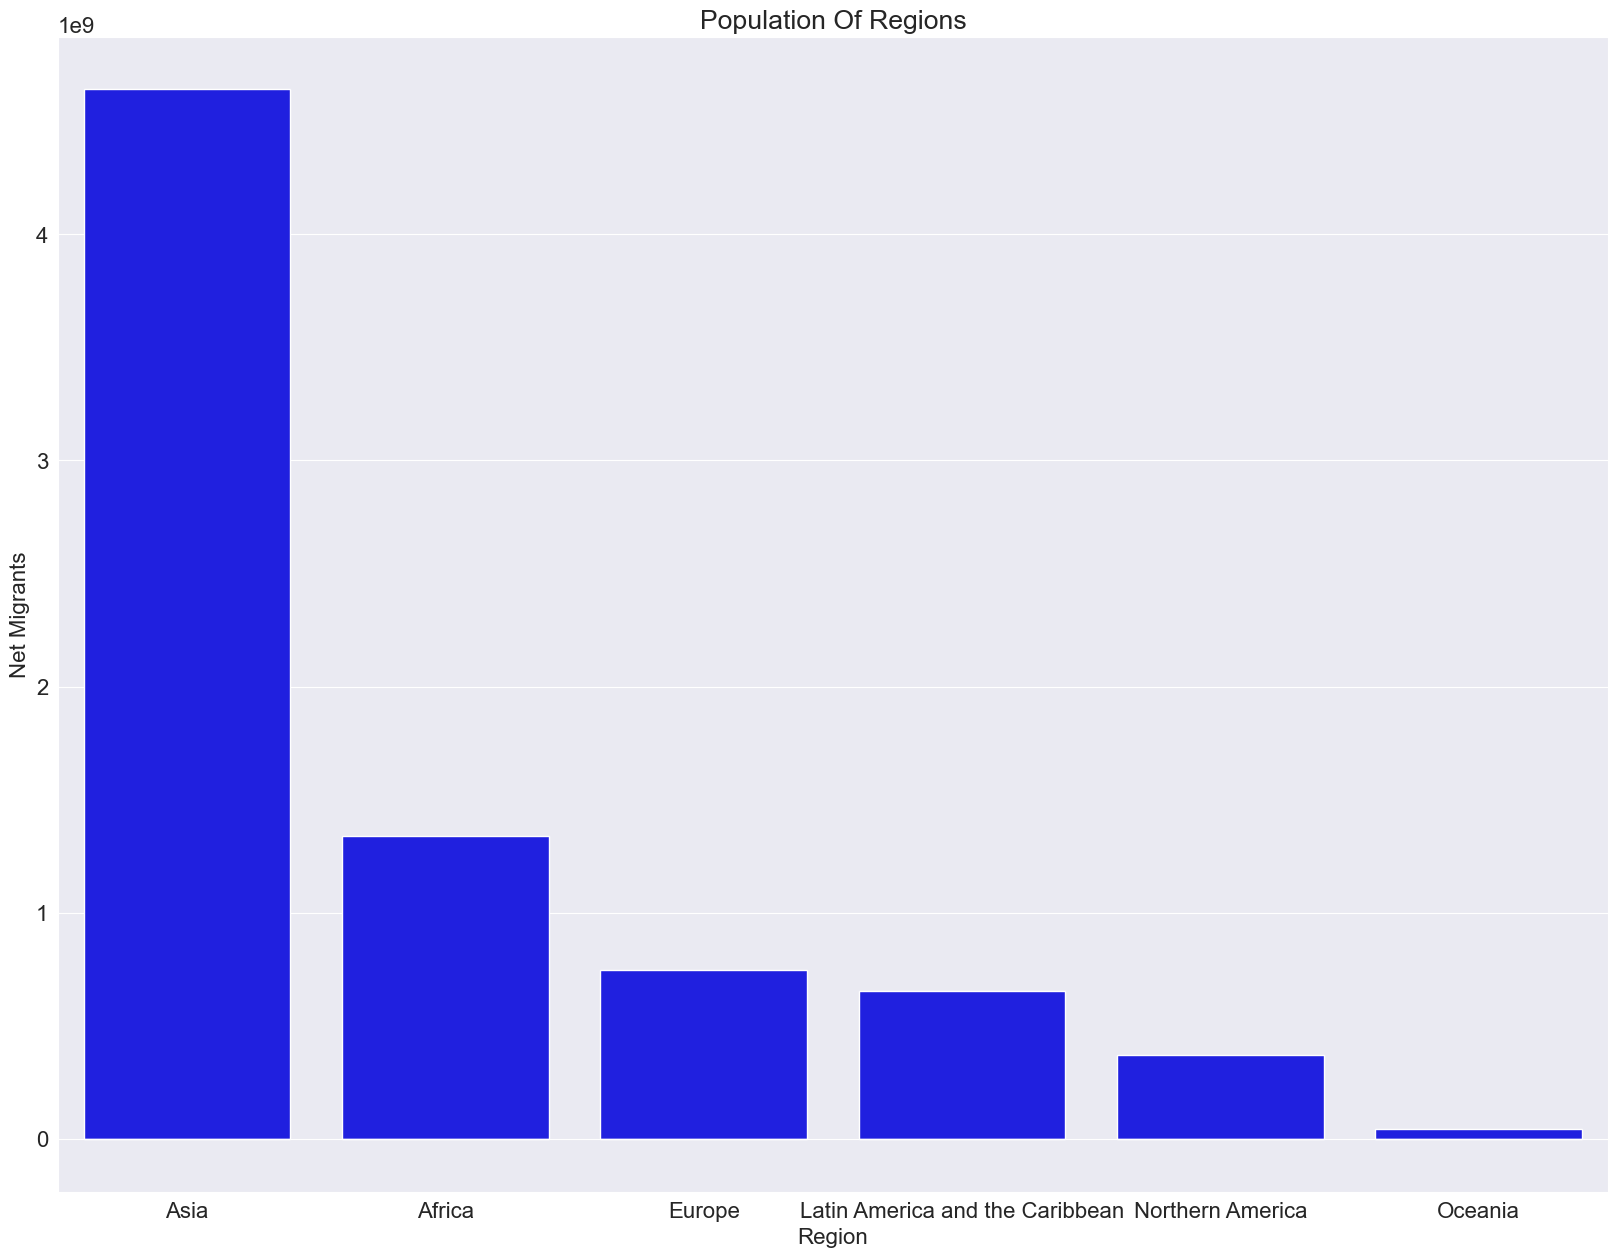 Population Of Regions
1e9
4
3
2
1
0
Net Migrants
Asia
Africa
Europe
Latin America and the Caribbean
Northern America
Oceania
Region